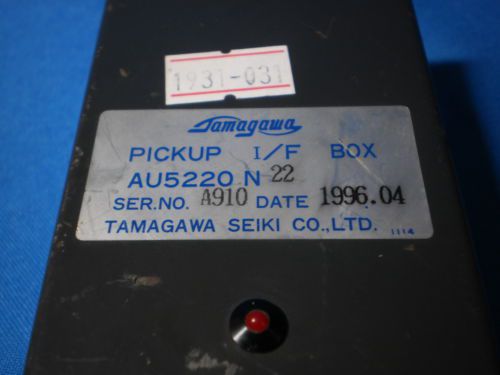 1931-031
Tamagawa
PICKUP I/F BOX
AU5220 N 22
SER.NO. A910 DATE 1996.04
TAMAGAWA SEIKI CO.,LTD. 1114